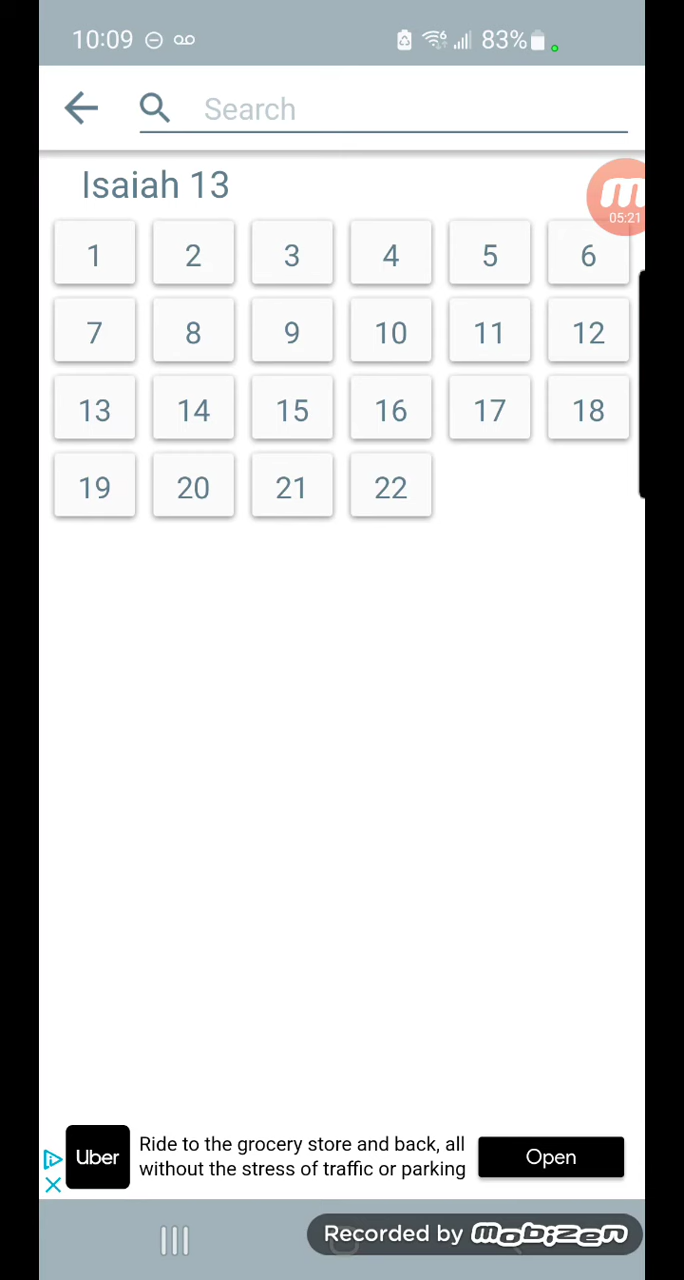 10:09 83%
Search
Isaiah 13
05:21
1 2 3 4 5 6
7 8 9 10 11 12
13 14 15 16 17 18
19 20 21 22
Uber
Ride to the grocery store and back, all
without the stress of traffic or parking
Open
Recorded by mobizen